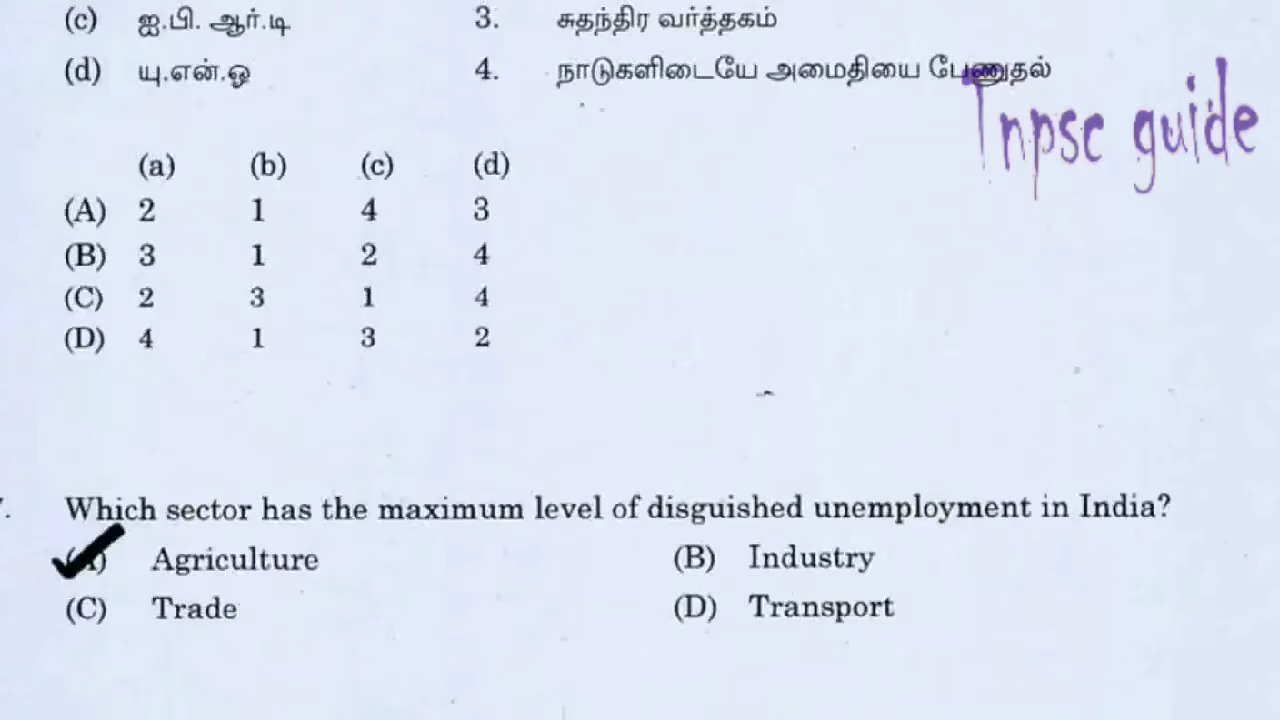 (c) ஐ.பி. ஆர்.டி 3. சுதந்திர வர்த்தகம்
(d) யு.என்.ஓ 4. நாடுகளிடையே அமைதியை பேணுதல்
Tnpsc guide
(a) (b) (c) (d)
(A) 2 1 4 3
(B) 3 1 2 4
(C) 2 3 1 4
(D) 4 1 3 2
Which sector has the maximum level of disguished unemployment in India?
Agriculture (B) Industry
(C) Trade (D) Transport